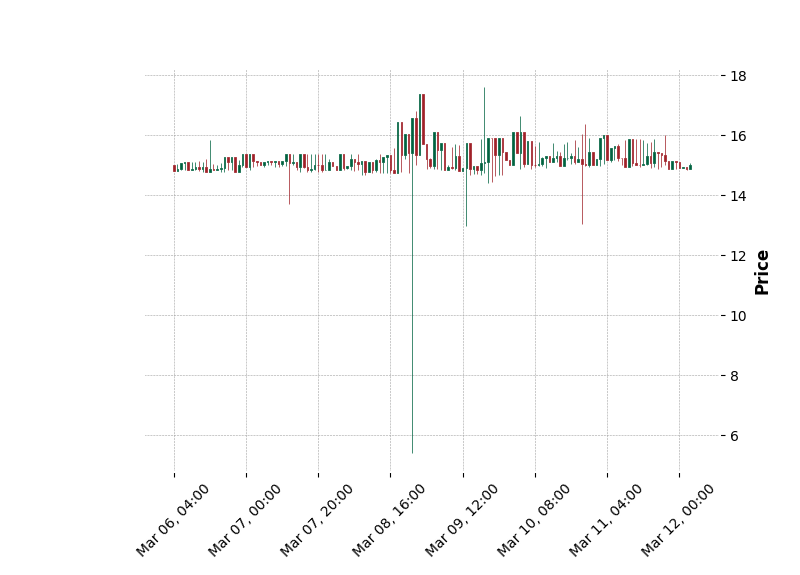 18
16
14
12
10
8
6
Price
Mar 06, 04:00
Mar 07, 00:00
Mar 07, 20:00
Mar 08, 16:00
Mar 09, 12:00
Mar 10, 08:00
Mar 11, 04:00
Mar 12, 00:00